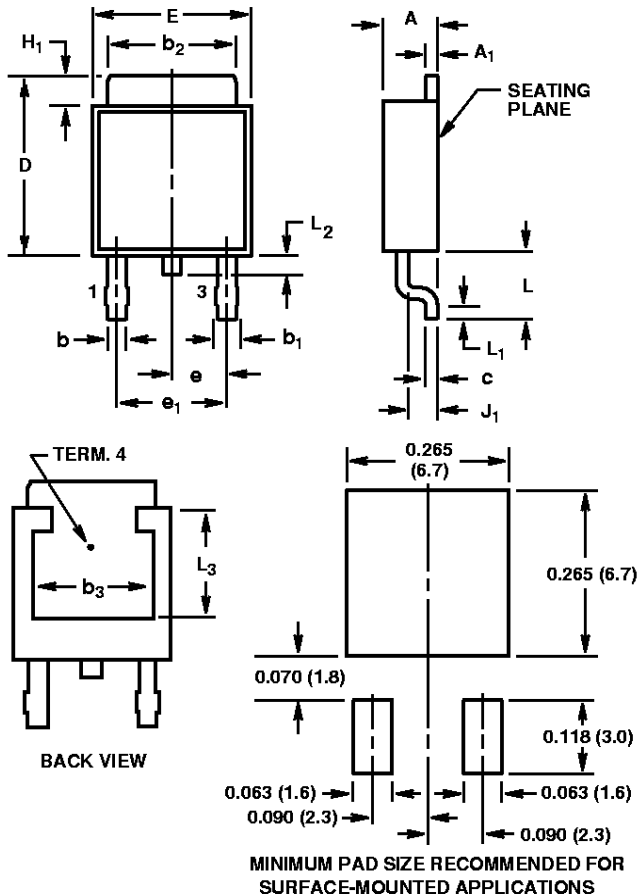 E
A
H1
b2
A1
SEATING
PLANE
D
L2
L
1
3
b
b1
L1
e
c
e1
J1
TERM. 4
0.265
(6.7)
L3
b3
0.265 (6.7)
0.070 (1.8)
0.118 (3.0)
BACK VIEW
0.063 (1.6)
0.063 (1.6)
0.090 (2.3)
0.090 (2.3)
MINIMUM PAD SIZE RECOMMENDED FOR
SURFACE-MOUNTED APPLICATIONS